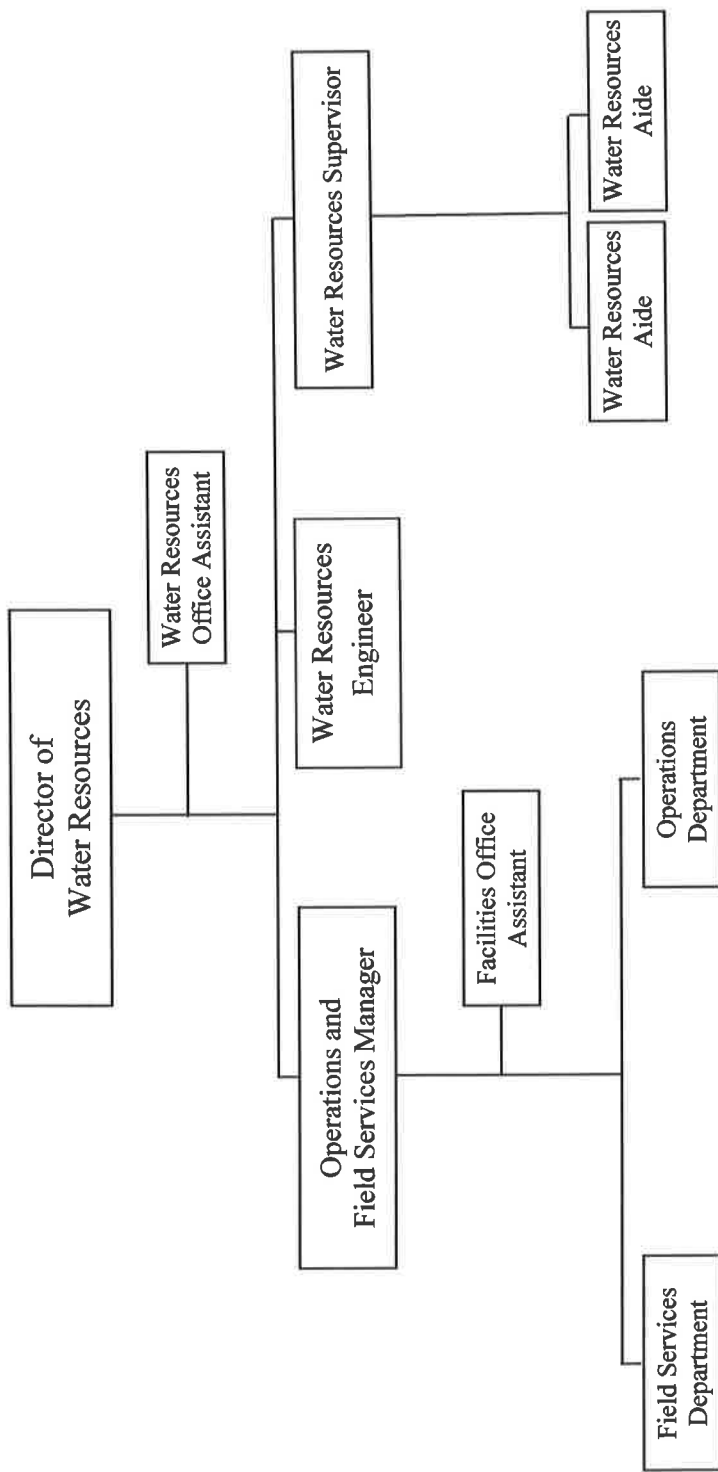 Director of
Water Resources
Water Resources
Office Assistant
Operations and
Field Services Manager
Water Resources
Engineer
Water Resources Supervisor
Facilities Office
Assistant
Field Services
Department
Operations
Department
Water Resources
Aide
Water Resources
Aide